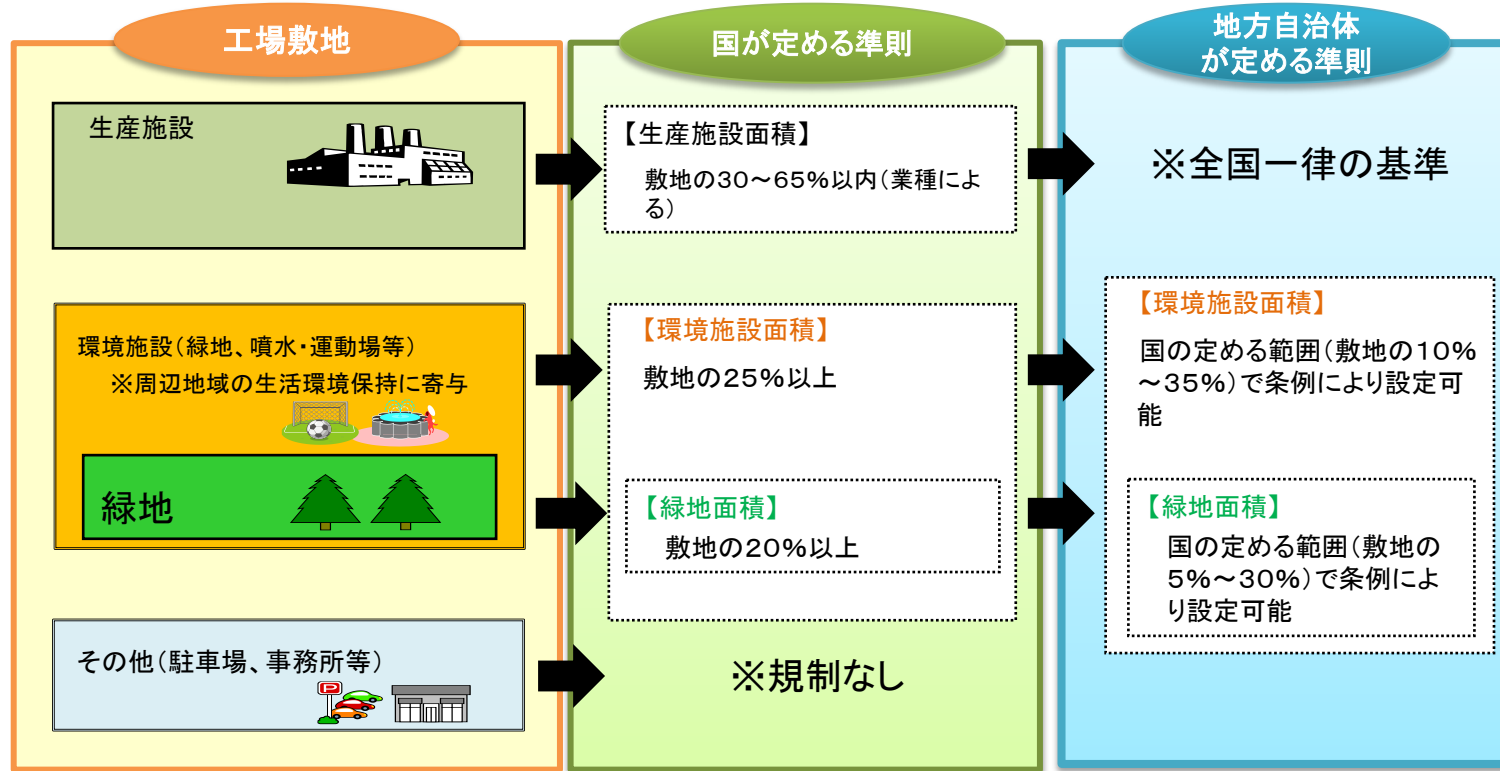 工場敷地
国が定める準則
地方自治体
が定める準則
生産施設
【生産施設面積】
敷地の30～65%以内(業種によ
る)
※全国一律の基準
環境施設(緑地、噴水・運動場等)
※周辺地域の生活環境保持に寄与
緑地
【環境施設面積】
敷地の25%以上
【緑地面積】
敷地の20%以上
【環境施設面積】
国の定める範囲(敷地の10%
～35%)で条例により設定可
能
【緑地面積】
国の定める範囲(敷地の
5%～30%)で条例によ
り設定可能
その他(駐車場、事務所等)
P
※規制なし